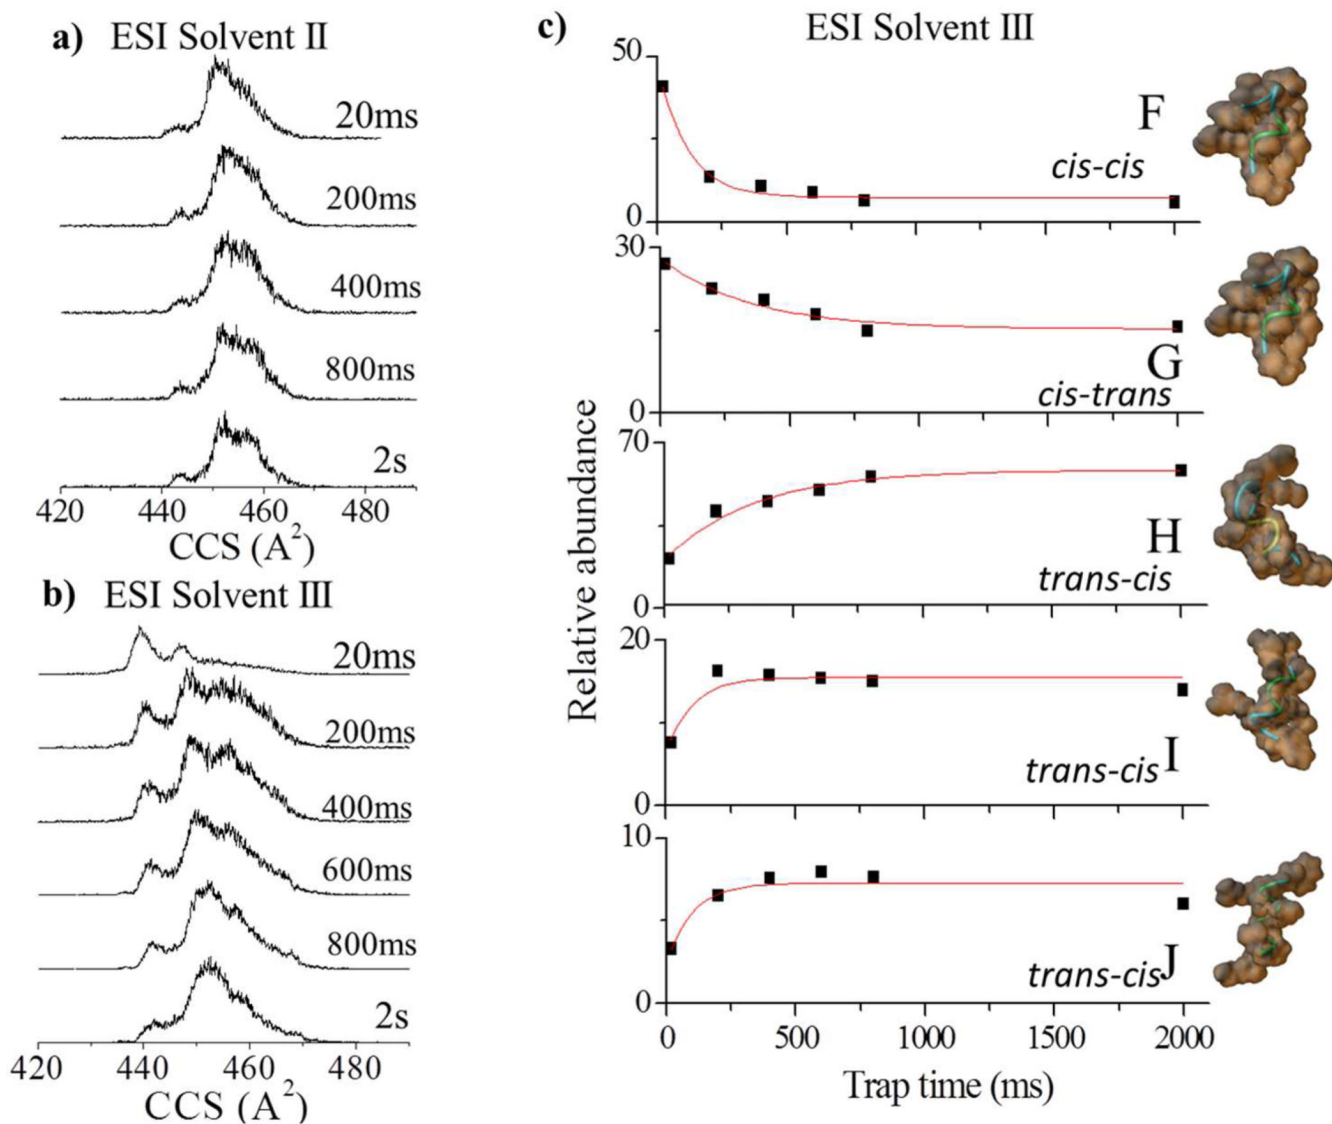 a) ESI Solvent II
20ms
200ms
400ms
800ms
2s
420 440 460 480
CCS (A²)
b) ESI Solvent III
20ms
200ms
400ms
600ms
800ms
2s
420 440 460 480
CCS (A²)
c) ESI Solvent III
Relative abundance
50
F
cis-cis
0
30
G
cis-trans
0
70
H
trans-cis
0
20
I
trans-cis
0
10
J
trans-cis
0
0 500 1000 1500 2000
Trap time (ms)